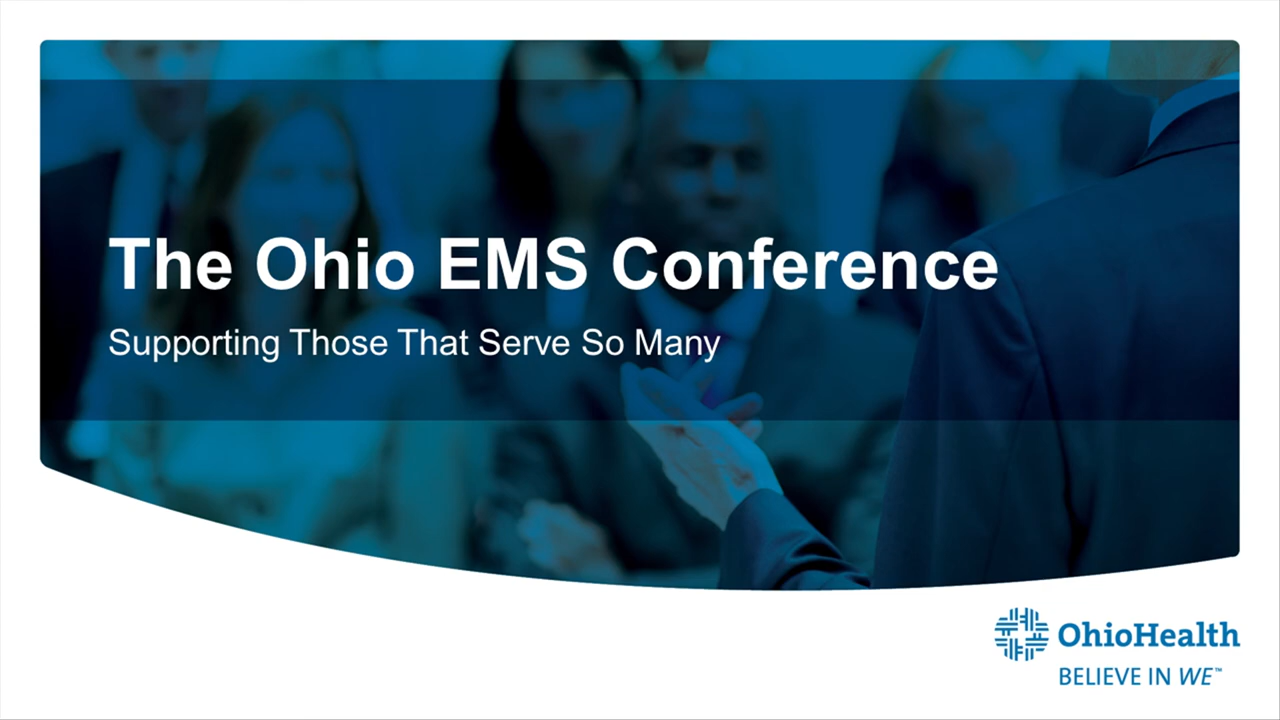 The Ohio EMS Conference
Supporting Those That Serve So Many
OhioHealth
BELIEVE IN WE™